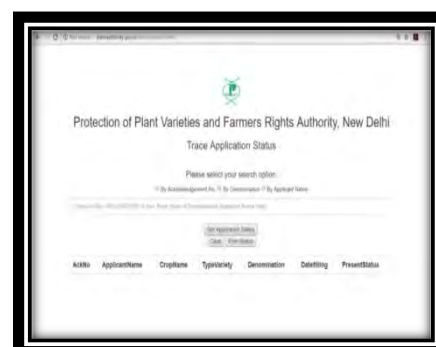 Protection of Plant Varieties and Farmers Rights Authority, New Delhi
Trace Application Status
Please select your search option
By Acknowledgement No. By Denomination By Applicant Name
Get Application Status
Clear Print Status
AckNo ApplicantName CropName TypeVariety Denomination Datefiling PresentStatus